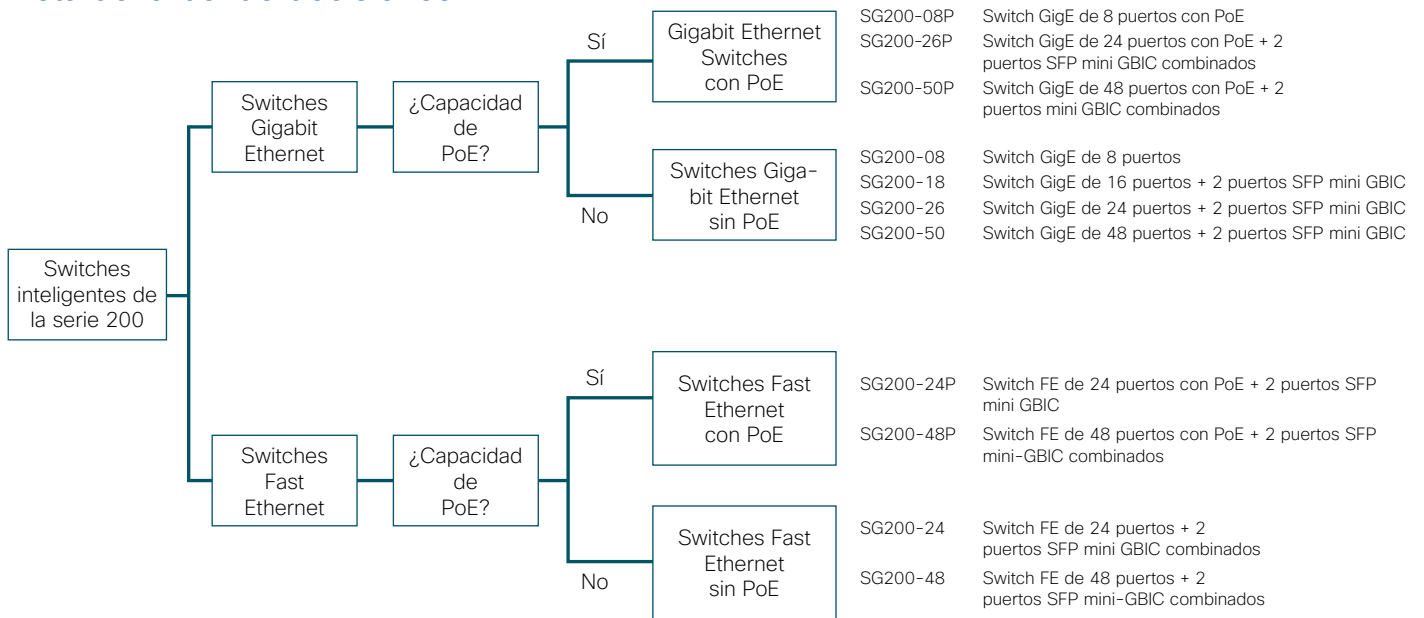 Sí
Gigabit Ethernet
Switches
con PoE
SG200-08P Switch GigE de 8 puertos con PoE
SG200-26P Switch GigE de 24 puertos con PoE + 2
puertos SFP mini GBIC combinados
SG200-50P Switch GigE de 48 puertos con PoE + 2
puertos mini GBIC combinados
Switches
Gigabit
Ethernet
¿Capacidad
de
PoE?
No
Switches Giga-
bit Ethernet
sin PoE
SG200-08 Switch GigE de 8 puertos
SG200-18 Switch GigE de 16 puertos + 2 puertos SFP mini GBIC
SG200-26 Switch GigE de 24 puertos + 2 puertos SFP mini GBIC
SG200-50 Switch GigE de 48 puertos + 2 puertos SFP mini GBIC
Switches
inteligentes de
la serie 200
Sí
Switches Fast
Ethernet
con PoE
SG200-24P Switch FE de 24 puertos con PoE + 2 puertos SFP
mini GBIC
SG200-48P Switch FE de 48 puertos con PoE + 2 puertos SFP
mini-GBIC combinados
Switches
Fast
Ethernet
¿Capacidad
de
PoE?
No
Switches Fast
Ethernet
sin PoE
SG200-24 Switch FE de 24 puertos + 2
puertos SFP mini GBIC combinados
SG200-48 Switch FE de 48 puertos + 2
puertos SFP mini-GBIC combinados